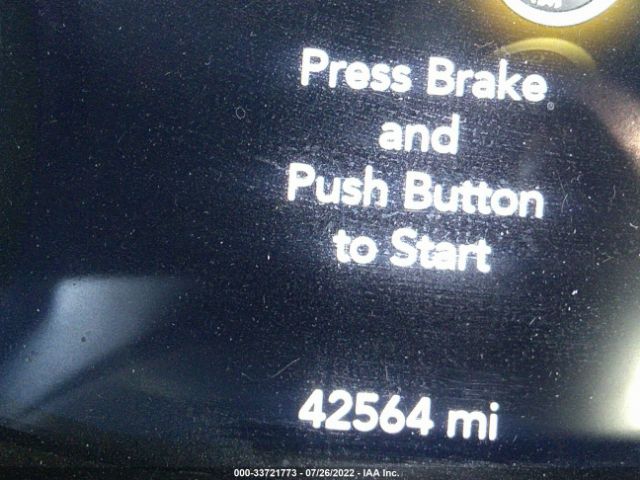 Press Brake
and
Push Button
to Start
42564 mi
000-33721773 - 07/26/2022 - IAA Inc.